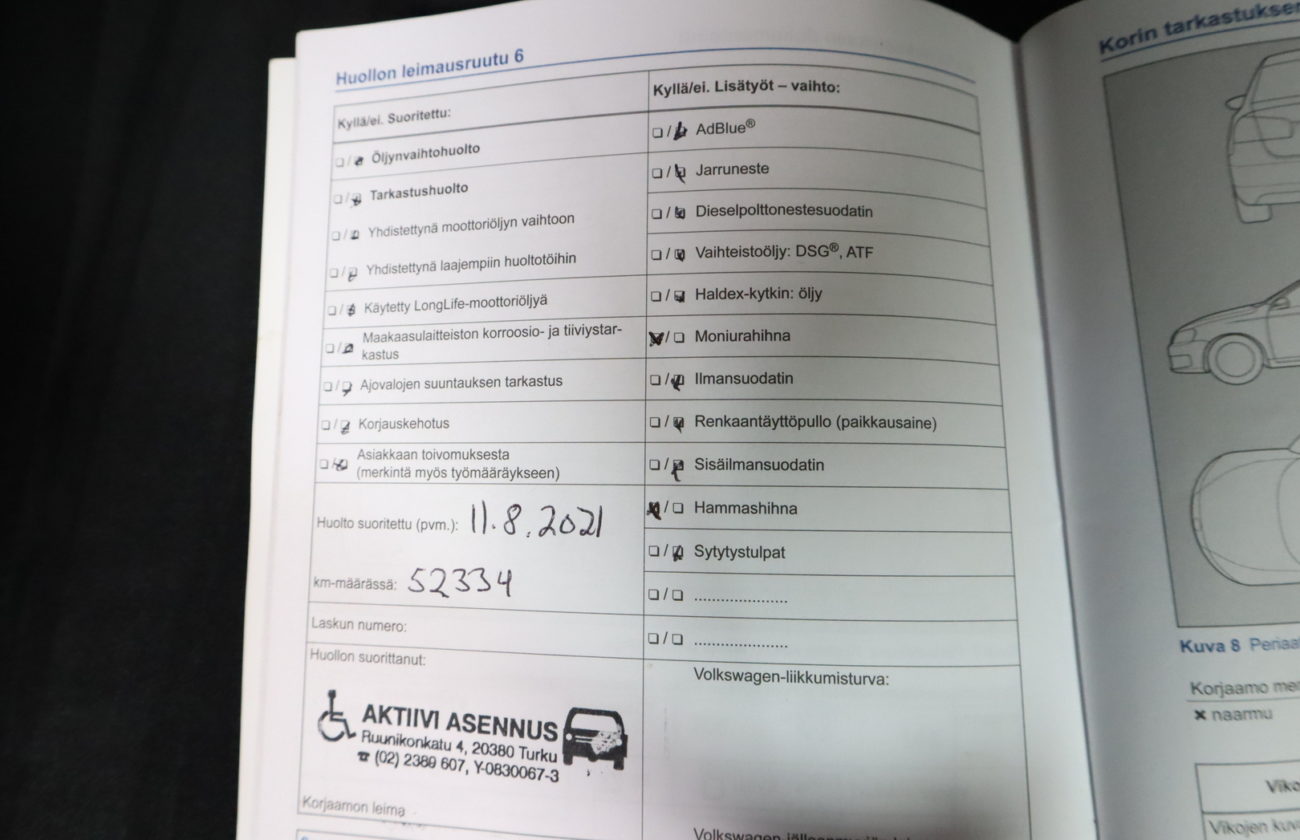 Huollon leimausruutu 6
Kyllä/ei. Suoritettu:
Öljynvaihtohuolto
Tarkastushuolto
Yhdistettynä moottoriöljyn vaihtoon
Yhdistettynä laajempiin huoltotöihin
Käytetty LongLife-moottoriöljyä
Maakaasulaitteiston korroosio- ja tiiviystar-
kastus
Ajovalojen suuntauksen tarkastus
Korjauskehotus
Asiakkaan toivomuksesta
(merkintä myös työmääräykseen)
Huolto suoritettu (pvm.): 11.8.2021
km-määrässä: 52334
Laskun numero:
Huollon suorittanut:
AKTIIVI ASENNUS
Ruunikonkatu 4, 20380 Turku
☎ (02) 2389 607, Y-0830067-3
Korjaamon leima
Kyllä/ei. Lisätyöt – vaihto:
AdBlue®
Jarruneste
Dieselpolttonestesuodatin
Vaihteistoöljy: DSG®, ATF
Haldex-kytkin: öljy
Moniurahihna
Ilmansuodatin
Renkaantäyttöpullo (paikkausaine)
Sisäilmansuodatin
Hammashihna
Sytytystulpat
.....................
.....................
Volkswagen-liikkumisturva:
Korin tarkastuksen
Kuva 8
Korjaamo
✖ naarmu
Vikojen